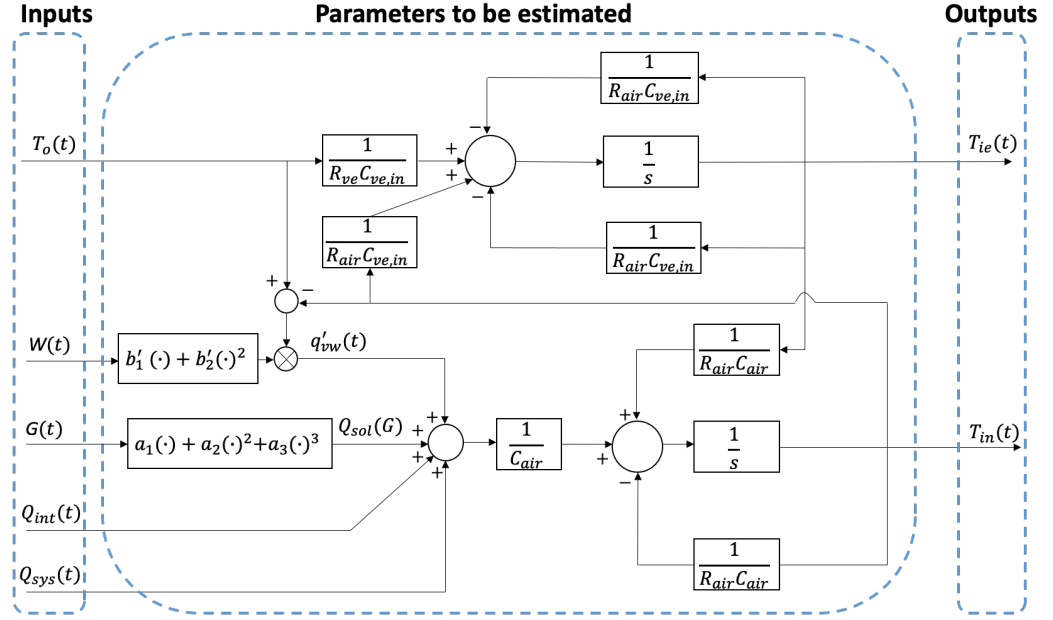 Inputs
Parameters to be estimated
Outputs
1
R_air C_ve,in
−
T_o(t)
1
R_ve C_ve,in
+
+
−
1
s
T_ie(t)
1
R_air C_ve,in
1
R_air C_ve,in
+
−
W(t)
b′_1 (·) + b′_2(·)^2
q′_vw(t)
1
R_air C_air
G(t)
a_1(·) + a_2(·)^2+a_3(·)^3
Q_sol(G)
+
+
+
+
1
C_air
+
+
−
1
s
T_in(t)
Q_int(t)
Q_sys(t)
1
R_air C_air